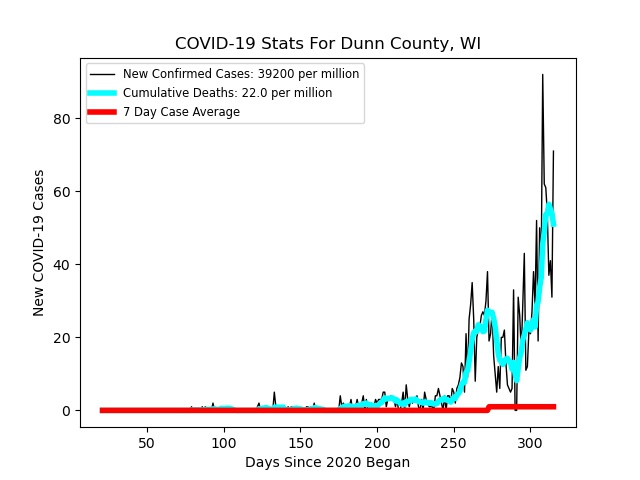 COVID-19 Stats For Dunn County, WI
New Confirmed Cases: 39200 per million
Cumulative Deaths: 22.0 per million
7 Day Case Average
New COVID-19 Cases
80
60
40
20
0
50 100 150 200 250 300
Days Since 2020 Began